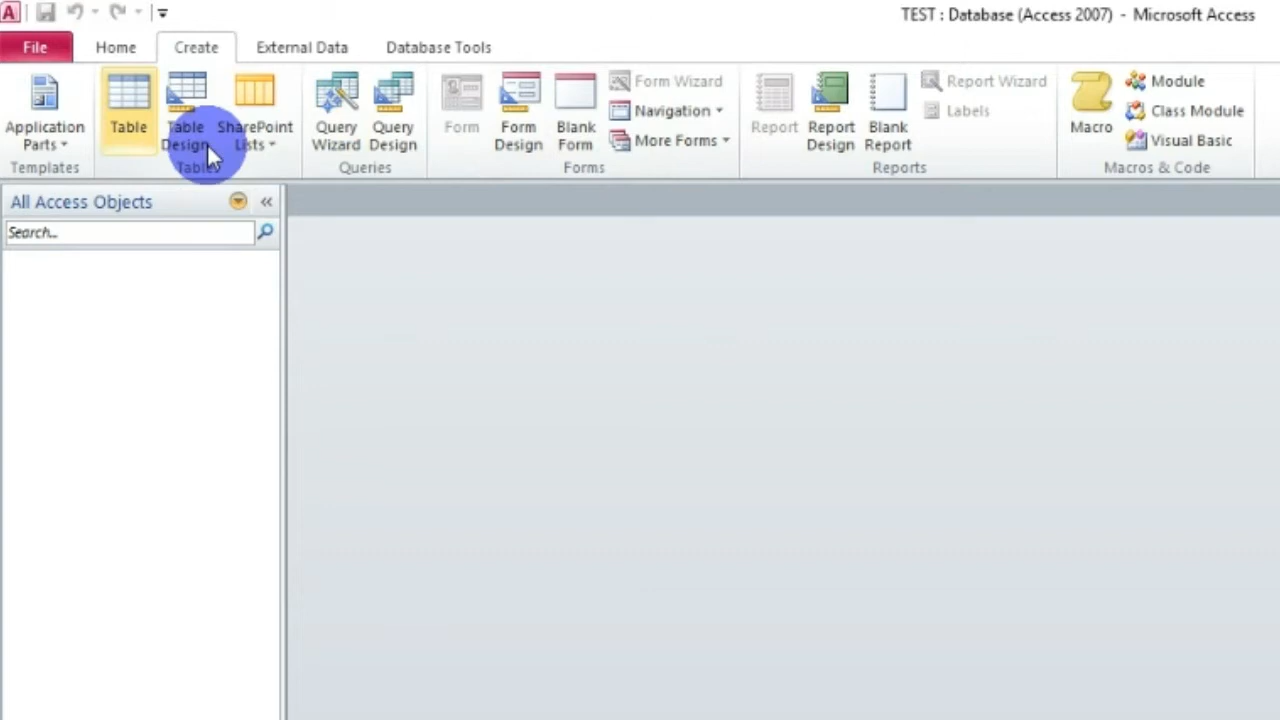 A
TEST : Database (Access 2007) - Microsoft Access
File Home Create External Data Database Tools
Application Parts
Table
Table Design
SharePoint Lists
Query Wizard
Query Design
Form
Form Design
Blank Form
Form Wizard
Navigation
More Forms
Report
Report Design
Blank Report
Report Wizard
Labels
Macro
Module
Class Module
Visual Basic
Templates Tables Queries Forms Reports Macros & Code
All Access Objects «
Search...